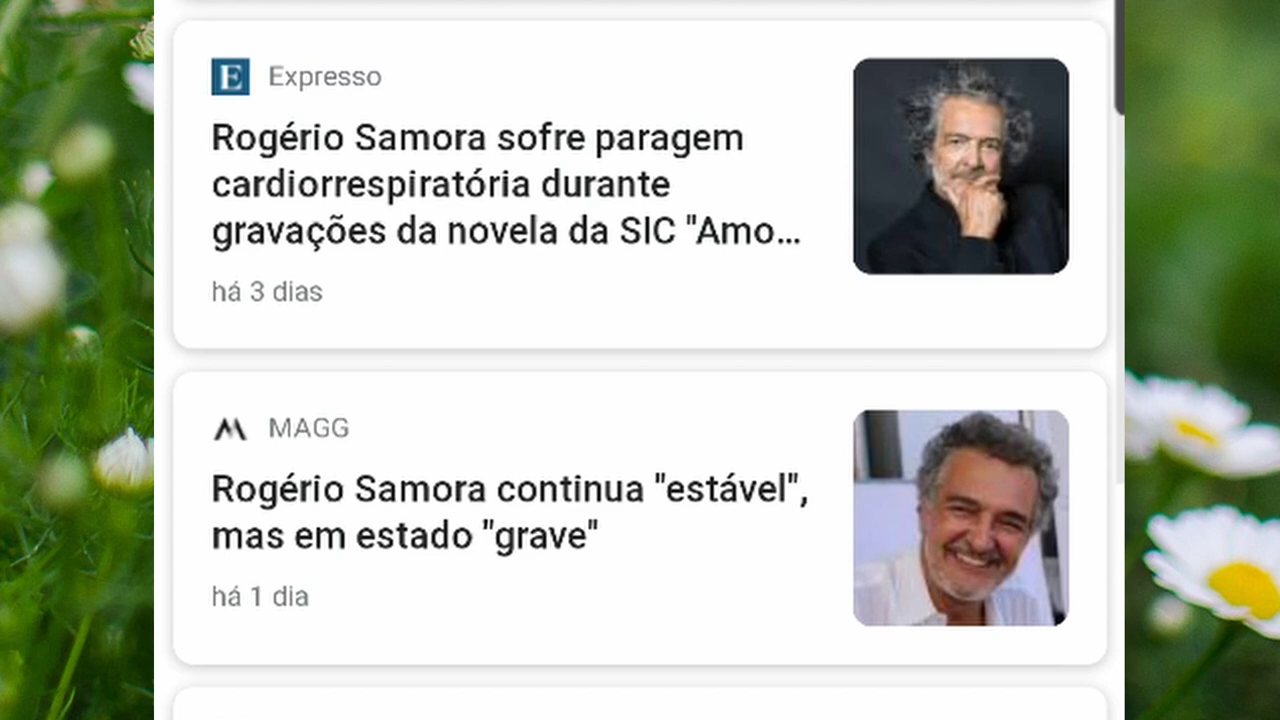 E Expresso
Rogério Samora sofre paragem
cardiorrespiratória durante
gravações da novela da SIC "Amo...
há 3 dias
MAGG
Rogério Samora continua "estável",
mas em estado "grave"
há 1 dia